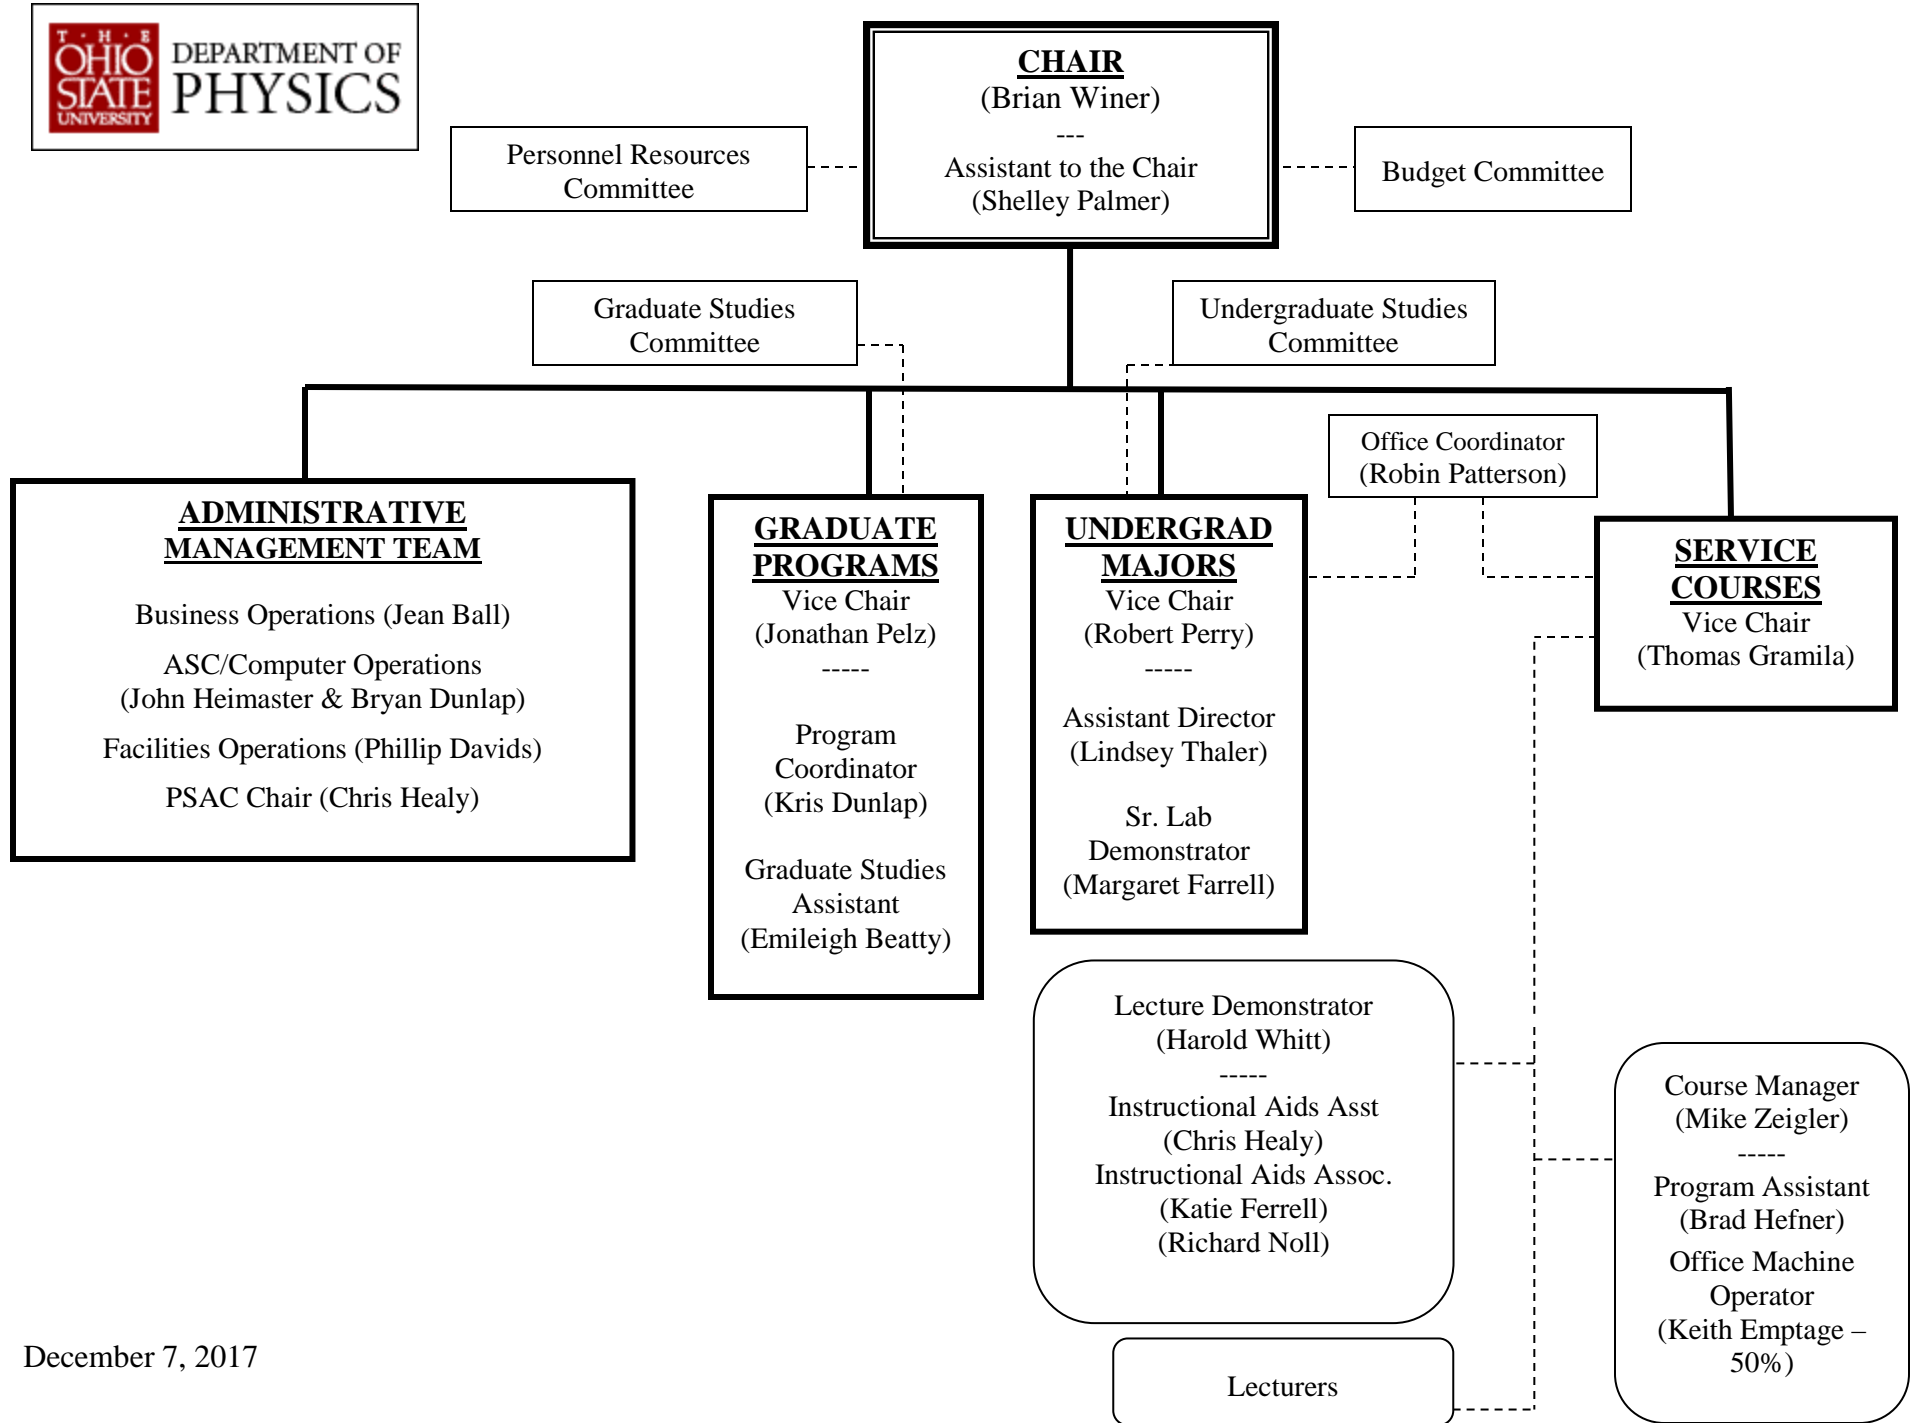 T · H · E
OHIO
STATE
UNIVERSITY
DEPARTMENT OF
PHYSICS
CHAIR
(Brian Winer)
---
Assistant to the Chair
(Shelley Palmer)
Personnel Resources
Committee
Budget Committee
Graduate Studies
Committee
Undergraduate Studies
Committee
Office Coordinator
(Robin Patterson)
ADMINISTRATIVE
MANAGEMENT TEAM
Business Operations (Jean Ball)
ASC/Computer Operations
(John Heimaster & Bryan Dunlap)
Facilities Operations (Phillip Davids)
PSAC Chair (Chris Healy)
GRADUATE
PROGRAMS
Vice Chair
(Jonathan Pelz)
-----
Program
Coordinator
(Kris Dunlap)
Graduate Studies
Assistant
(Emileigh Beatty)
UNDERGRAD
MAJORS
Vice Chair
(Robert Perry)
-----
Assistant Director
(Lindsey Thaler)
Sr. Lab
Demonstrator
(Margaret Farrell)
SERVICE
COURSES
Vice Chair
(Thomas Gramila)
Lecture Demonstrator
(Harold Whitt)
-----
Instructional Aids Asst
(Chris Healy)
Instructional Aids Assoc.
(Katie Ferrell)
(Richard Noll)
Course Manager
(Mike Zeigler)
-----
Program Assistant
(Brad Hefner)
Office Machine
Operator
(Keith Emptage –
50%)
Lecturers
December 7, 2017